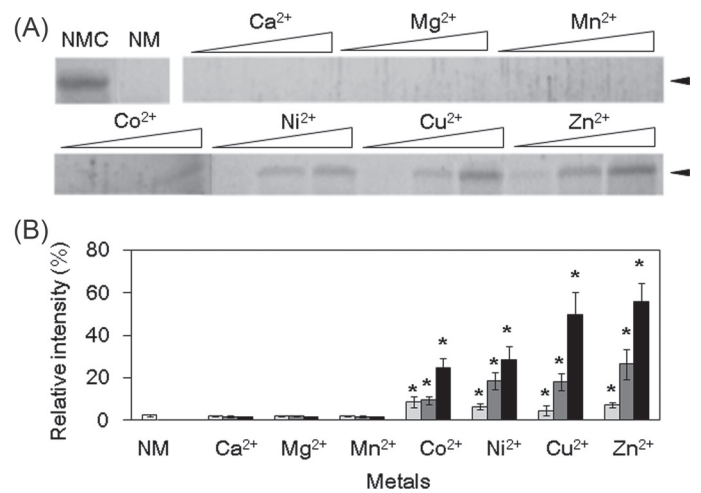 (A)
NMC NM Ca2+ Mg2+ Mn2+
Co2+ Ni2+ Cu2+ Zn2+
(B)
Relative intensity (%)
80
60
40
20
0
* * * * * * * * * * * *
NM Ca2+ Mg2+ Mn2+ Co2+ Ni2+ Cu2+ Zn2+
Metals